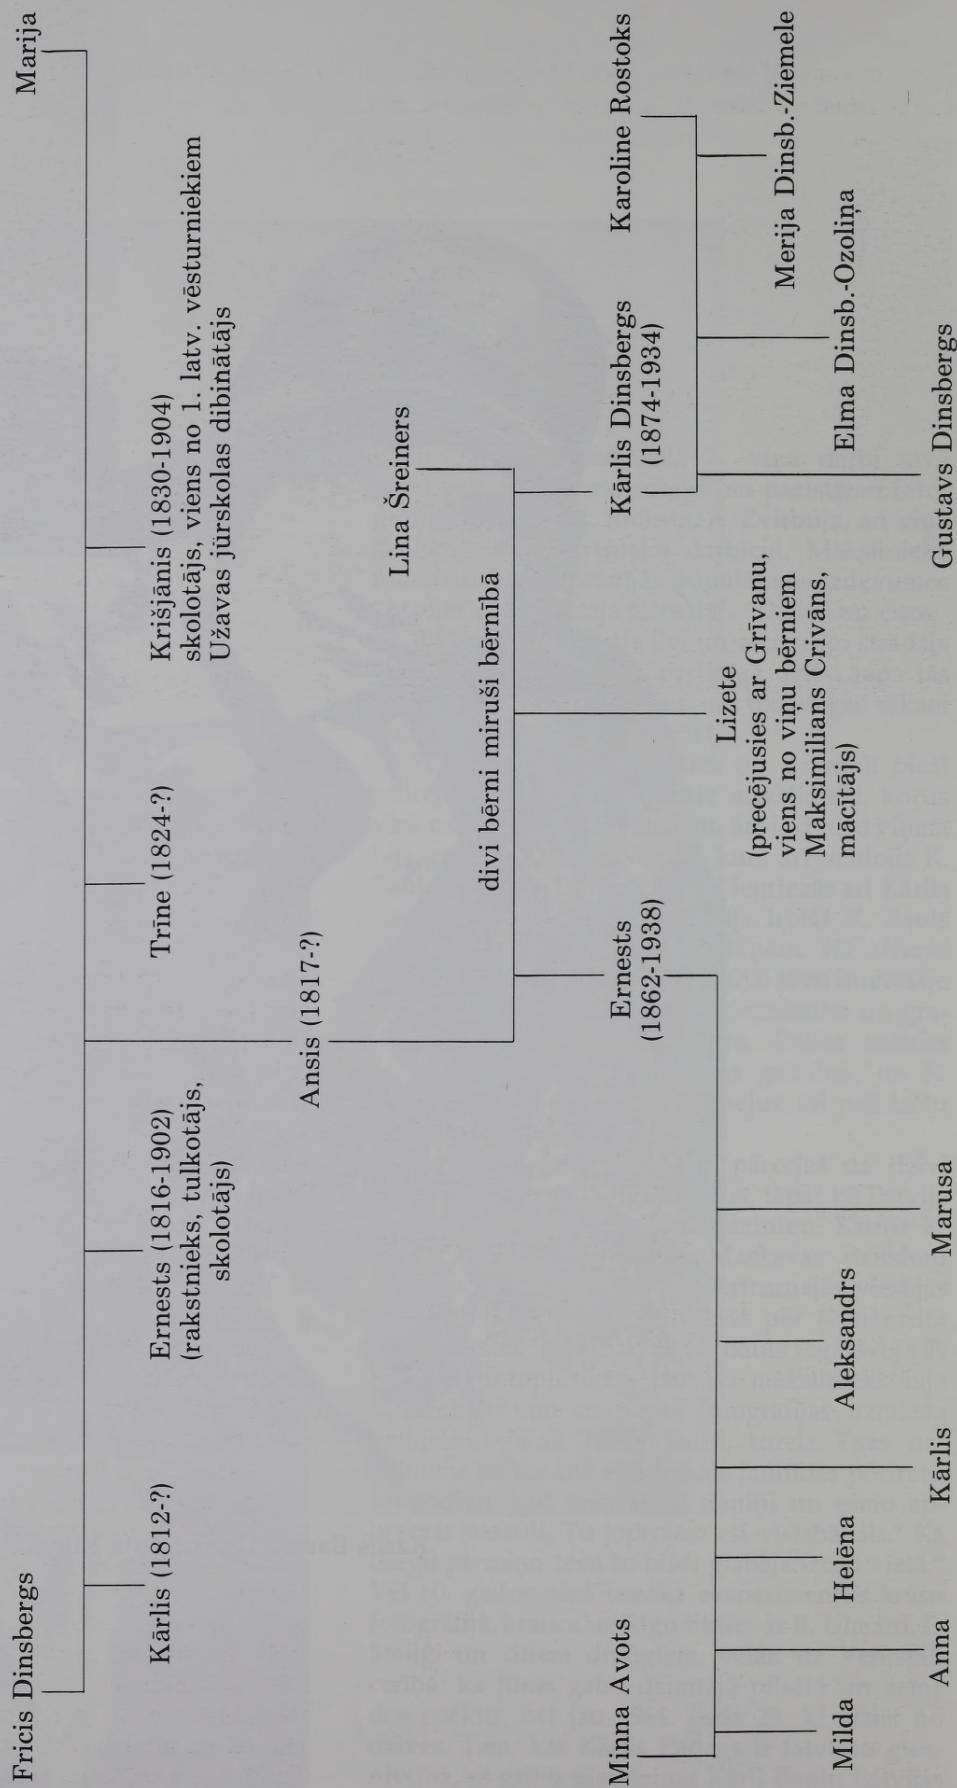 Fricis Dinsbergs
Marija
Kārlis (1812-?)
Ernests (1816-1902)
(rakstnieks, tulkotājs,
skolotājs)
Ansis (1817-?)
Trīne (1824-?)
Krišjānis (1830-1904)
skolotājs, viens no 1. latv. vēsturniekiem
Užavas jūrskolas dibinātājs
Lina Šreiners
divi bērni miruši bērnībā
Minna Avots
Ernests
(1862-1938)
Lizete
(precējusies ar Grīvanu,
viens no viņu bērniem
Maksimilians Crivāns,
mācītājs)
Kārlis Dinsbergs
(1874-1934)
Karoline Rostoks
Milda
Anna
Helēna
Kārlis
Aleksandrs
Marusa
Gustavs Dinsbergs
Elma Dinsb.-Ozoliņa
Merija Dinsb.-Ziemele